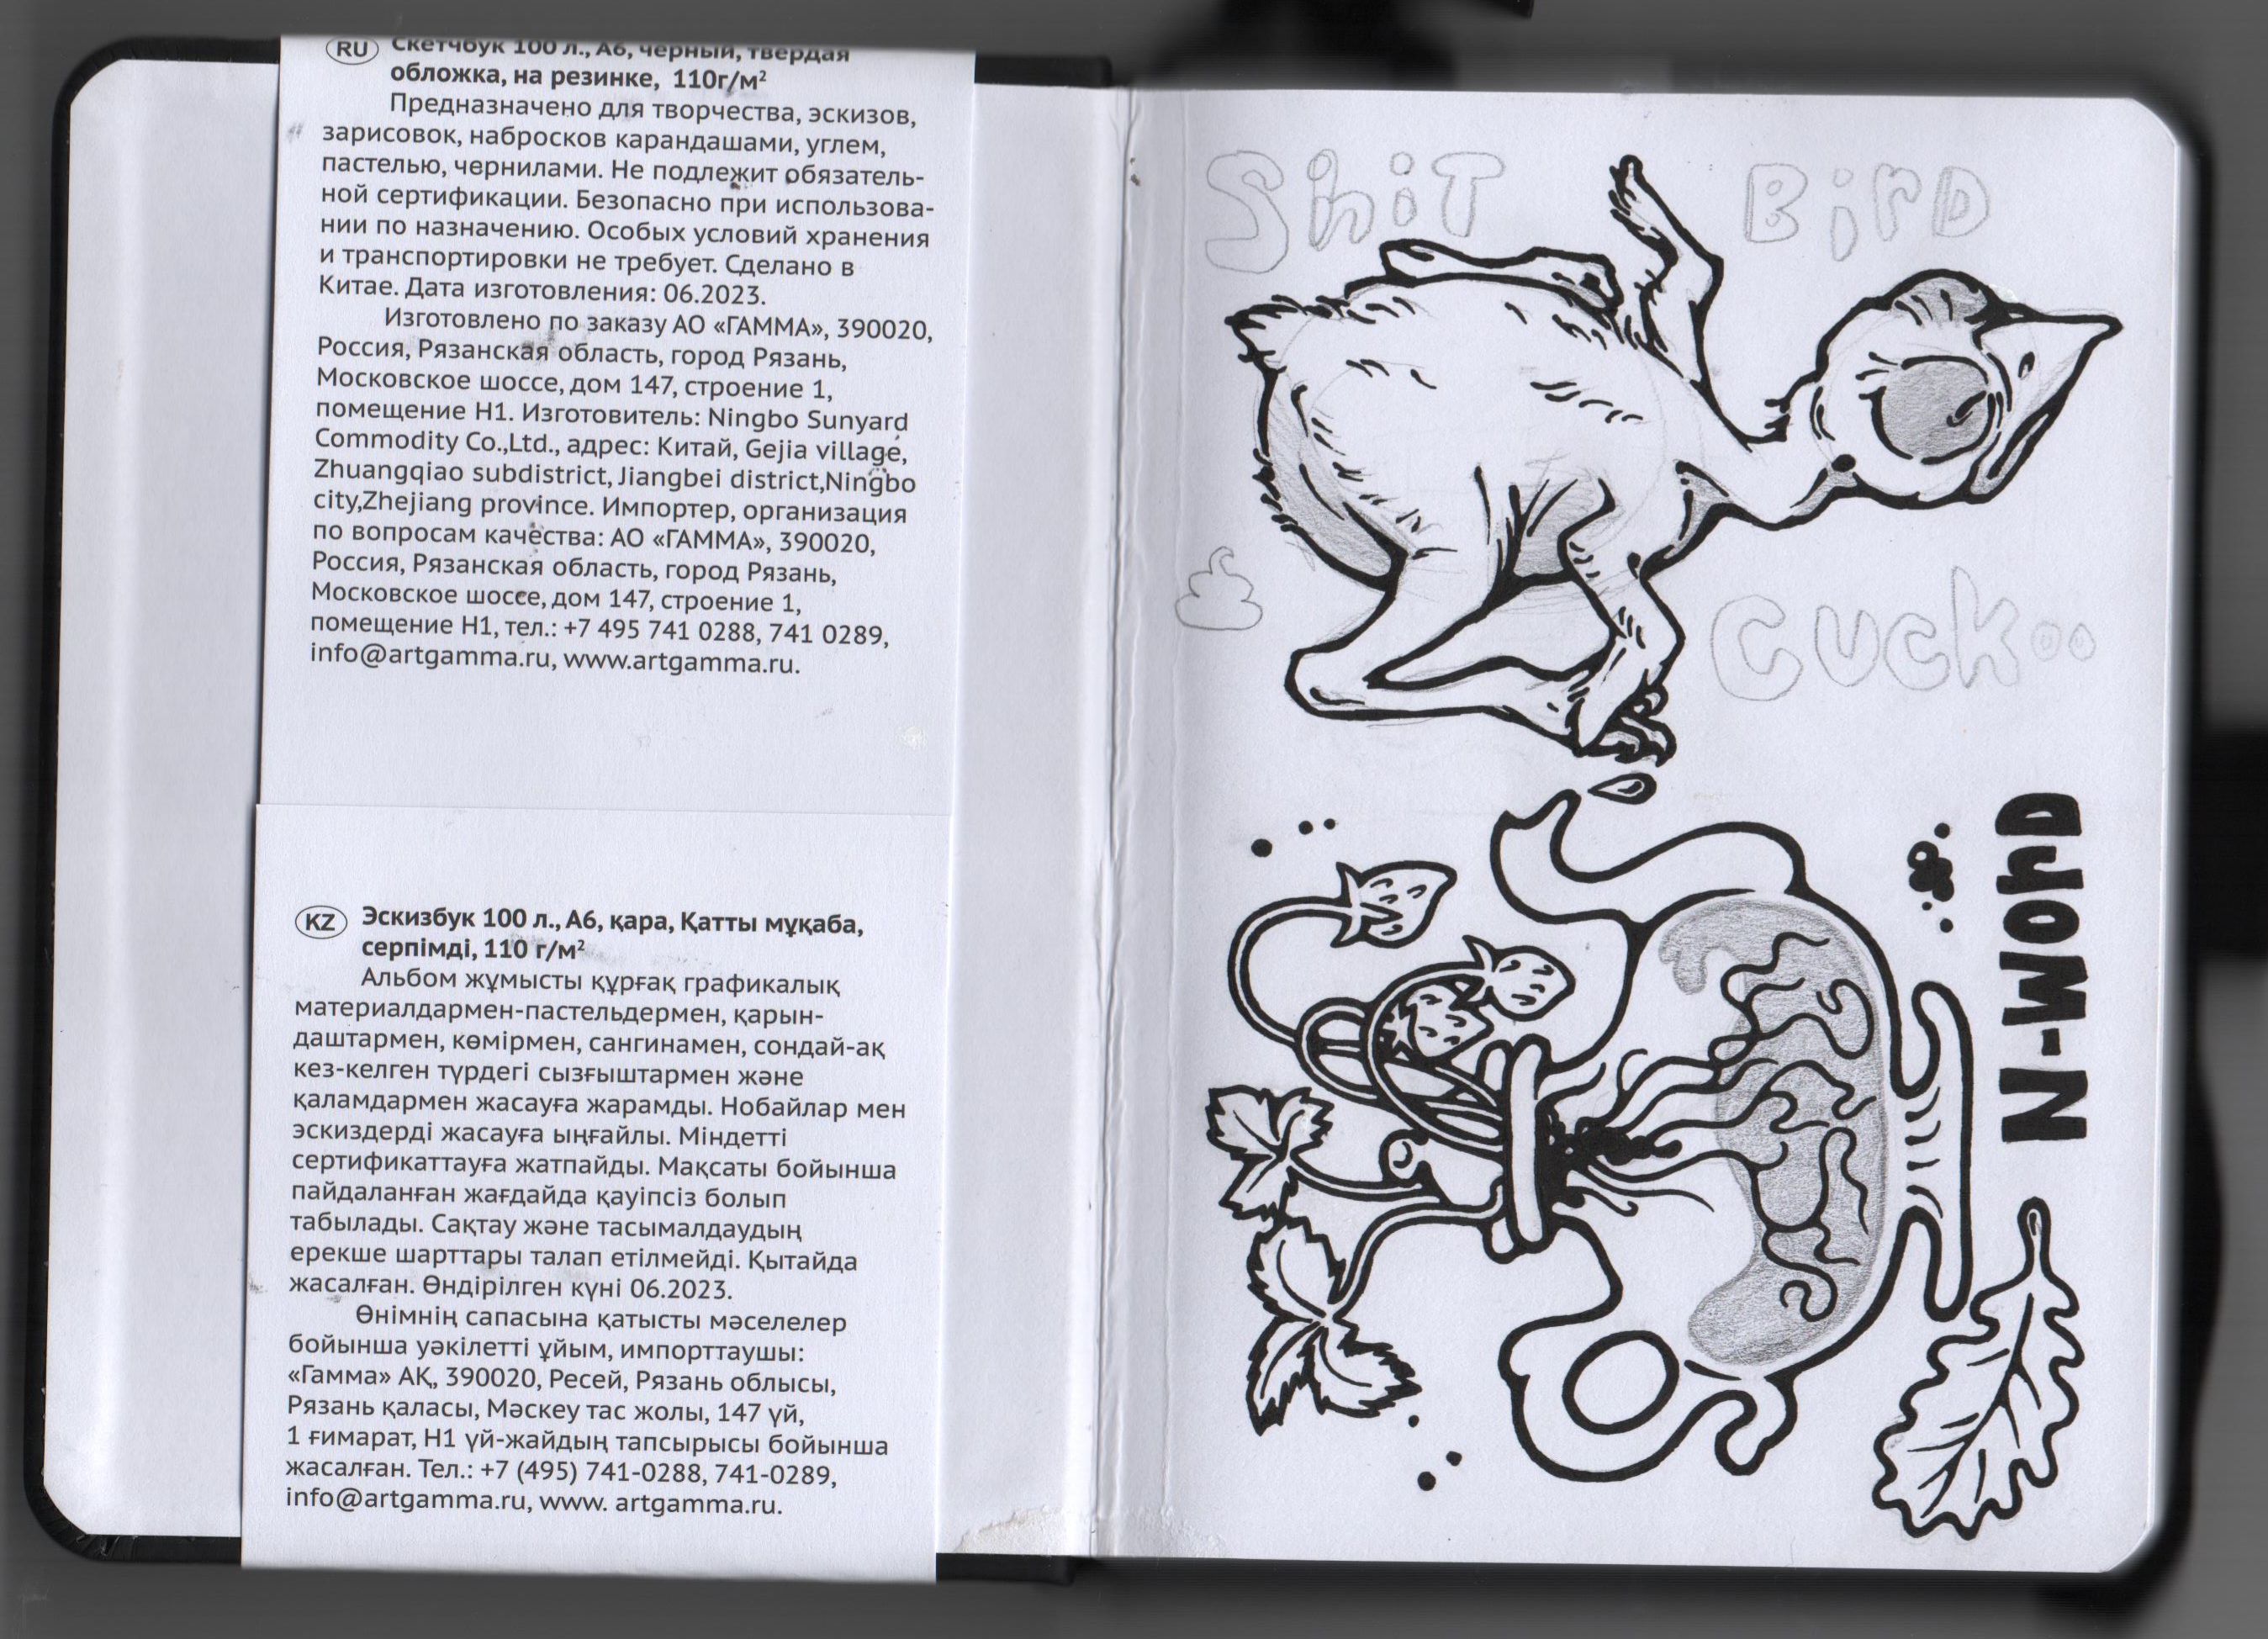 RU Скетчбук 100 л., А6, черный, твердая
обложка, на резинке, 110г/м²
Предназначено для творчества, эскизов,
зарисовок, набросков карандашами, углем,
пастелью, чернилами. Не подлежит обязатель-
ной сертификации. Безопасно при использова-
нии по назначению. Особых условий хранения
и транспортировки не требует. Сделано в
Китае. Дата изготовления: 06.2023.
Изготовлено по заказу АО «ГАММА», 390020,
Россия, Рязанская область, город Рязань,
Московское шоссе, дом 147, строение 1,
помещение Н1. Изготовитель: Ningbo Sunyard
Commodity Co.,Ltd., адрес: Китай, Gejia village,
Zhuangqiao subdistrict, Jiangbei district,Ningbo
city,Zhejiang province. Импортер, организация
по вопросам качества: АО «ГАММА», 390020,
Россия, Рязанская область, город Рязань,
Московское шоссе, дом 147, строение 1,
помещение Н1, тел.: +7 495 741 0288, 741 0289,
info@artgamma.ru, www.artgamma.ru.
KZ Эскизбук 100 л., А6, қара, Қатты мұқаба,
серпімді, 110 г/м²
Альбом жұмысты құрғақ графикалық
материалдармен-пастельдермен, қарын-
даштармен, көмірмен, сангинамен, сондай-ақ
кез-келген түрдегі сызғыштармен және
қаламдармен жасауға жарамды. Нобайлар мен
эскиздерді жасауға ыңғайлы. Міндетті
сертификаттауға жатпайды. Мақсаты бойынша
пайдаланған жағдайда қауіпсіз болып
табылады. Сақтау және тасымалдаудың
ерекше шарттары талап етілмейді. Қытайда
жасалған. Өндірілген күні 06.2023.
Өнімнің сапасына қатысты мәселелер
бойынша уәкілетті ұйым, импорттаушы:
«Гамма» АҚ, 390020, Ресей, Рязань облысы,
Рязань қаласы, Мәскеу тас жолы, 147 үй,
1 ғимарат, Н1 үй-жайдың тапсырысы бойынша
жасалған. Тел.: +7 (495) 741-0288, 741-0289,
info@artgamma.ru, www. artgamma.ru.
ShiT BirD
CUCKoo
N-WOrD